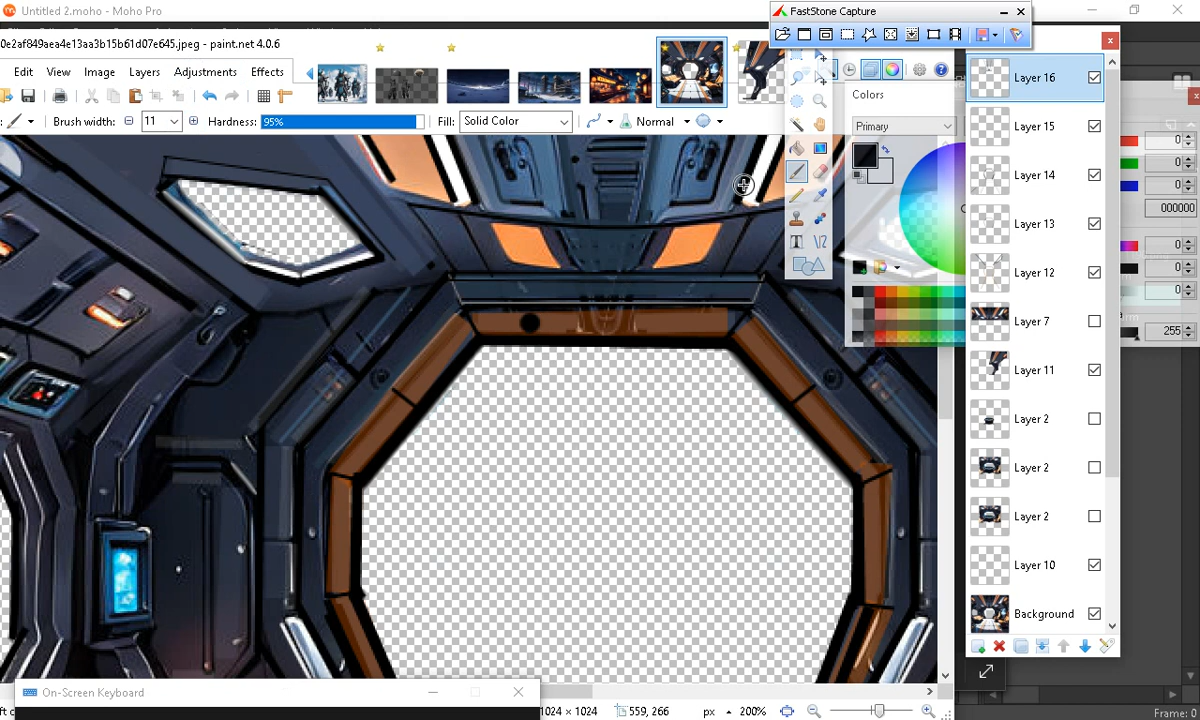 Untitled 2.moho - Moho Pro
FastStone Capture
0e2af849aea4e13aa3b15b61d07e645.jpeg - paint.net 4.0.6
Edit View Image Layers Adjustments Effects
Brush width: 11 Hardness: 95% Fill: Solid Color Normal
Colors
Primary
Layer 16
Layer 15
Layer 14
Layer 13
Layer 12
Layer 7
Layer 11
Layer 2
Layer 2
Layer 2
Layer 10
Background
0
0
0
000000
0
0
0
255
On-Screen Keyboard
1024 × 1024 559, 266 px 200%
Frame: 0